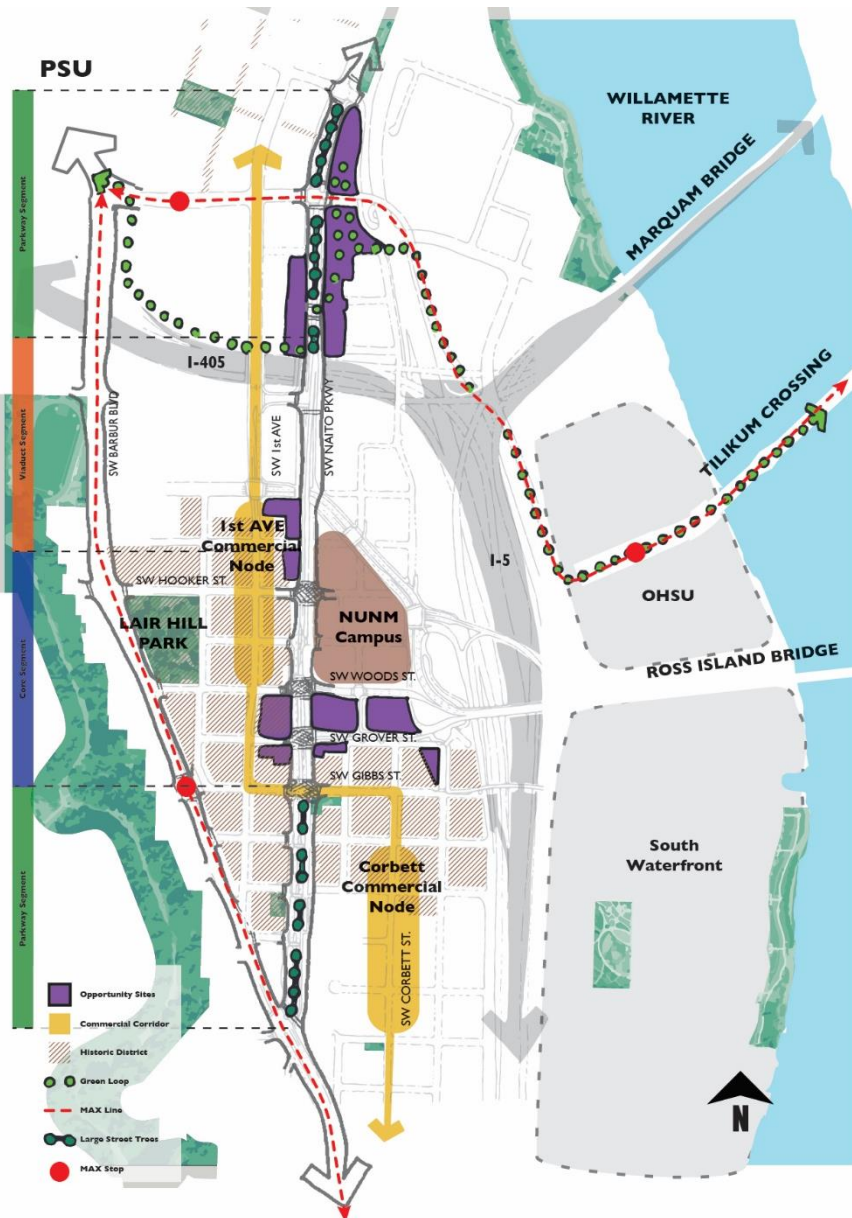 PSU
WILLAMETTE
RIVER
MARQUAM BRIDGE
Parkway Segment
I-405
TILIKUM CROSSING
SW BARBUR BLVD
SW 1st AVE
SW NAITO PKWY
Viaduct Segment
1st AVE
Commercial
Node
I-5
SW HOOKER ST.
NUNM
Campus
OHSU
LAIR HILL
PARK
Core Segment
SW WOODS ST.
ROSS ISLAND BRIDGE
SW GROVER ST.
SW GIBBS ST.
South
Waterfront
Corbett
Commercial
Node
Parkway Segment
SW CORBETT ST.
Opportunity Sites
Commercial Corridor
Historic District
Green Loop
MAX Line
Large Street Trees
MAX Stop
N